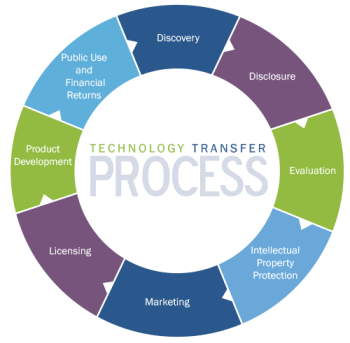 TECHNOLOGY TRANSFER
PROCESS
Discovery
Disclosure
Evaluation
Intellectual
Property
Protection
Marketing
Licensing
Product
Development
Public Use
and
Financial
Returns